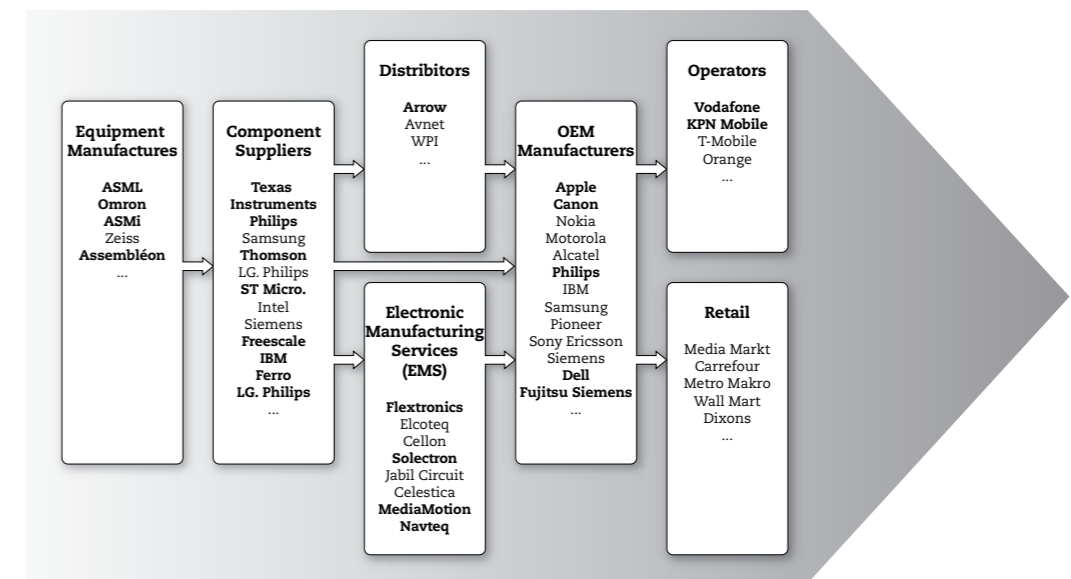 Equipment
Manufactures
ASML
Omron
ASMi
Zeiss
Assembléon
...
Component
Suppliers
Texas
Instruments
Philips
Samsung
Thomson
LG. Philips
ST Micro.
Intel
Siemens
Freescale
IBM
Ferro
LG. Philips
...
Distribitors
Arrow
Avnet
WPI
...
Electronic
Manufacturing
Services
(EMS)
Flextronics
Elcoteq
Cellon
Solectron
Jabil Circuit
Celestica
MediaMotion
Navteq
OEM
Manufacturers
Apple
Canon
Nokia
Motorola
Alcatel
Philips
IBM
Samsung
Pioneer
Sony Ericsson
Siemens
Dell
Fujitsu Siemens
...
Operators
Vodafone
KPN Mobile
T-Mobile
Orange
...
Retail
Media Markt
Carrefour
Metro Makro
Wall Mart
Dixons
...